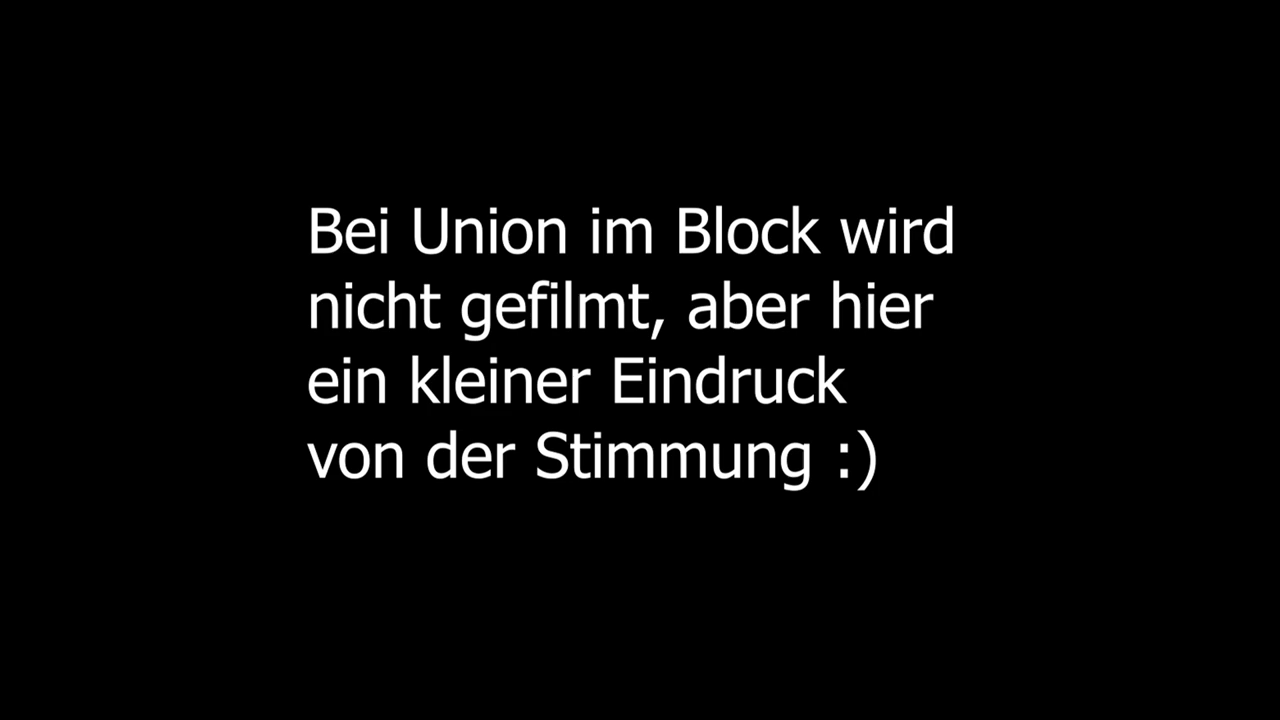 Bei Union im Block wird
nicht gefilmt, aber hier
ein kleiner Eindruck
von der Stimmung :)